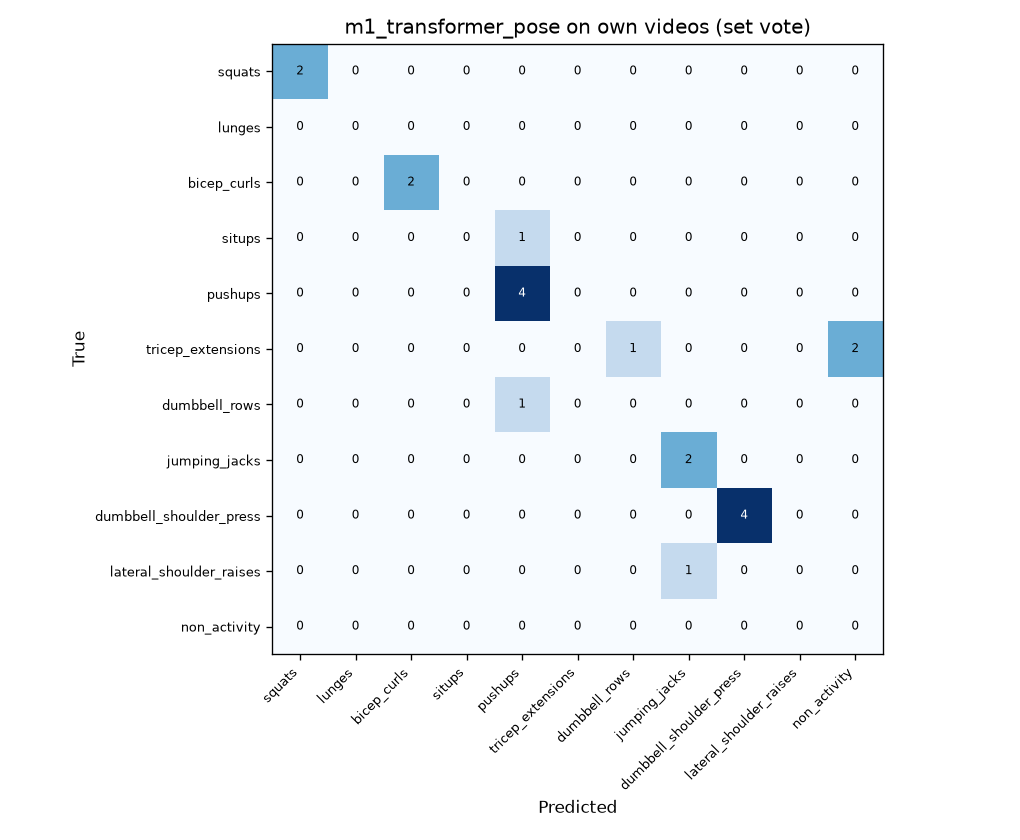 m1_transformer_pose on own videos (set vote)
squats 2 0 0 0 0 0 0 0 0 0 0
lunges 0 0 0 0 0 0 0 0 0 0 0
bicep_curls 0 0 2 0 0 0 0 0 0 0 0
situps 0 0 0 0 1 0 0 0 0 0 0
pushups 0 0 0 0 4 0 0 0 0 0 0
tricep_extensions 0 0 0 0 0 0 1 0 0 0 2
dumbbell_rows 0 0 0 0 1 0 0 0 0 0 0
jumping_jacks 0 0 0 0 0 0 0 2 0 0 0
dumbbell_shoulder_press 0 0 0 0 0 0 0 0 4 0 0
lateral_shoulder_raises 0 0 0 0 0 0 0 1 0 0 0
non_activity 0 0 0 0 0 0 0 0 0 0 0
True
squats
lunges
bicep_curls
situps
pushups
tricep_extensions
dumbbell_rows
jumping_jacks
dumbbell_shoulder_press
lateral_shoulder_raises
non_activity
Predicted